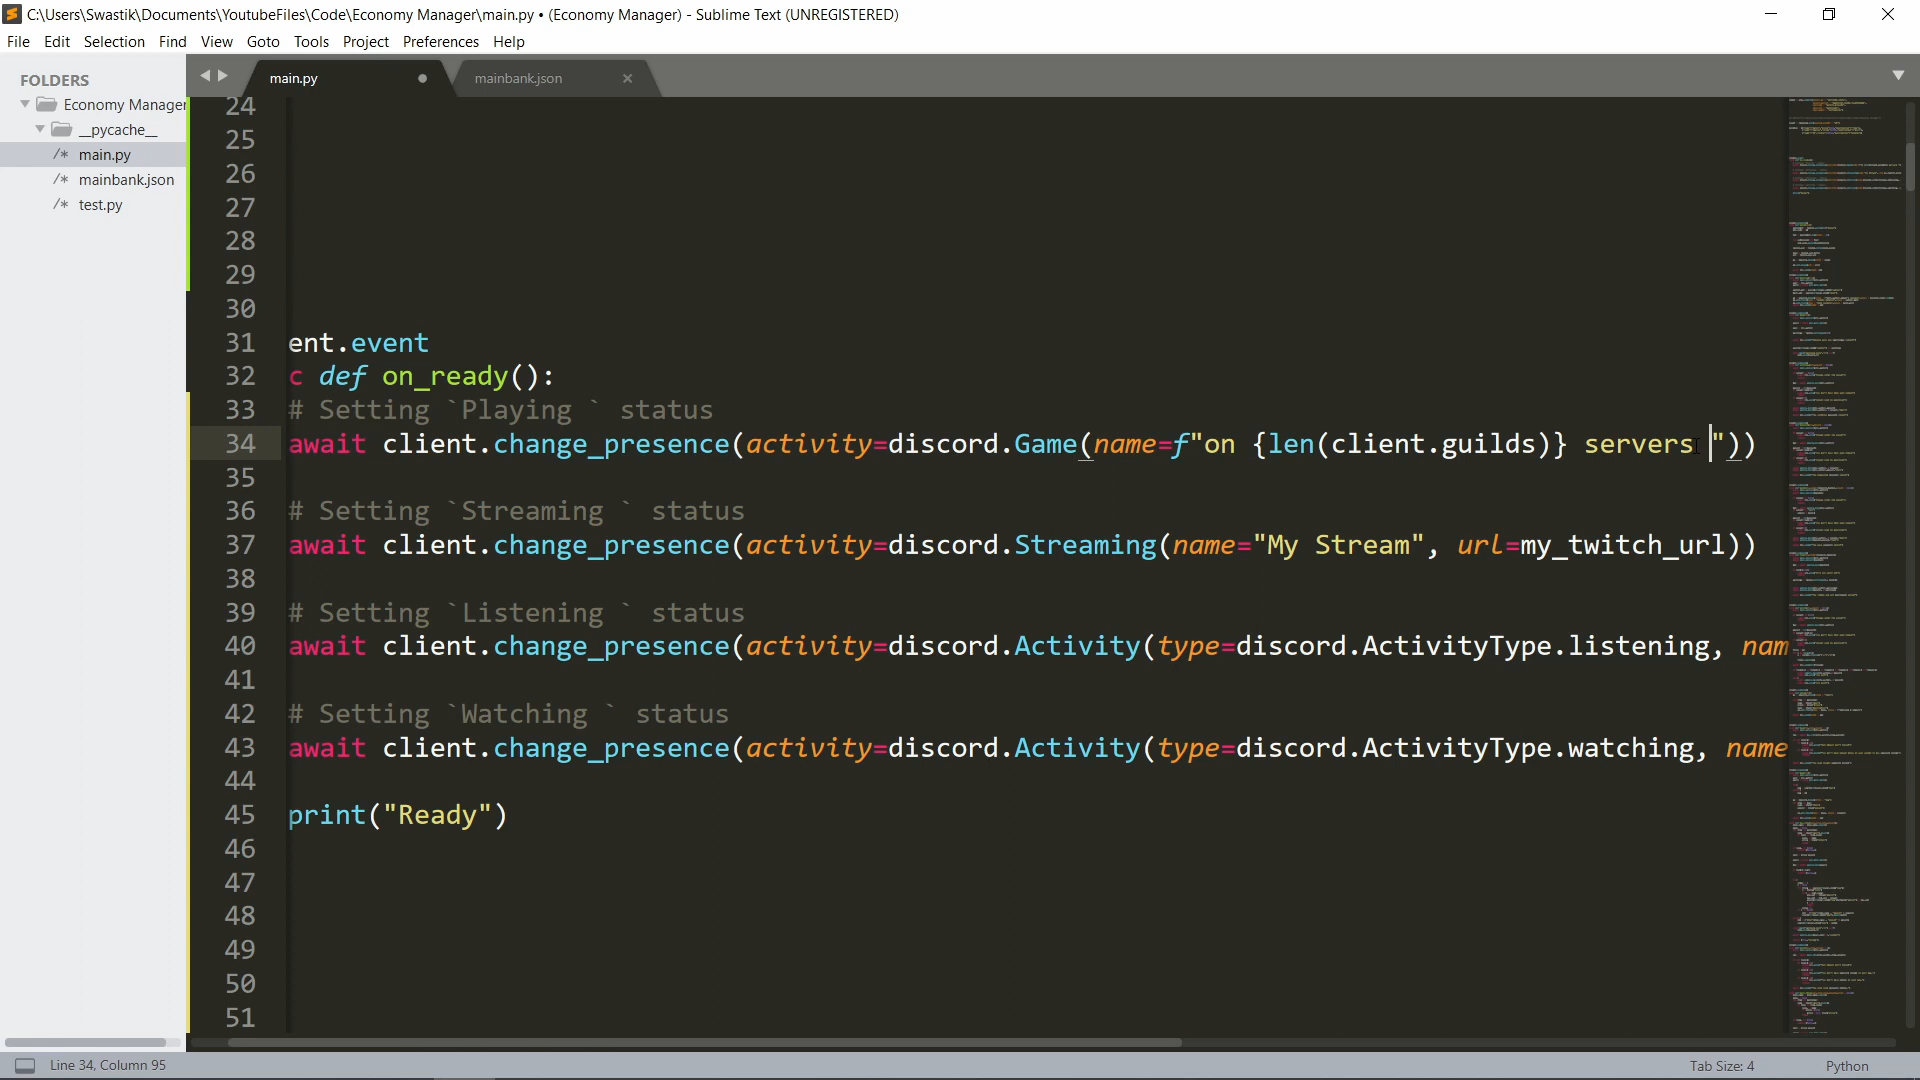 C:\Users\Swastik\Documents\YoutubeFiles\Code\Economy Manager\main.py • (Economy Manager) - Sublime Text (UNREGISTERED)
File Edit Selection Find View Goto Tools Project Preferences Help
FOLDERS
Economy Manager
__pycache__
/* main.py
/* mainbank.json
/* test.py
main.py
mainbank.json
24
25
26
27
28
29
30
31 ent.event
32 c def on_ready():
33 # Setting `Playing ` status
34 await client.change_presence(activity=discord.Game(name=f"on {len(client.guilds)} servers "))
35
36 # Setting `Streaming ` status
37 await client.change_presence(activity=discord.Streaming(name="My Stream", url=my_twitch_url))
38
39 # Setting `Listening ` status
40 await client.change_presence(activity=discord.Activity(type=discord.ActivityType.listening, nam
41
42 # Setting `Watching ` status
43 await client.change_presence(activity=discord.Activity(type=discord.ActivityType.watching, name
44
45 print("Ready")
46
47
48
49
50
51
Line 34, Column 95
Tab Size: 4
Python